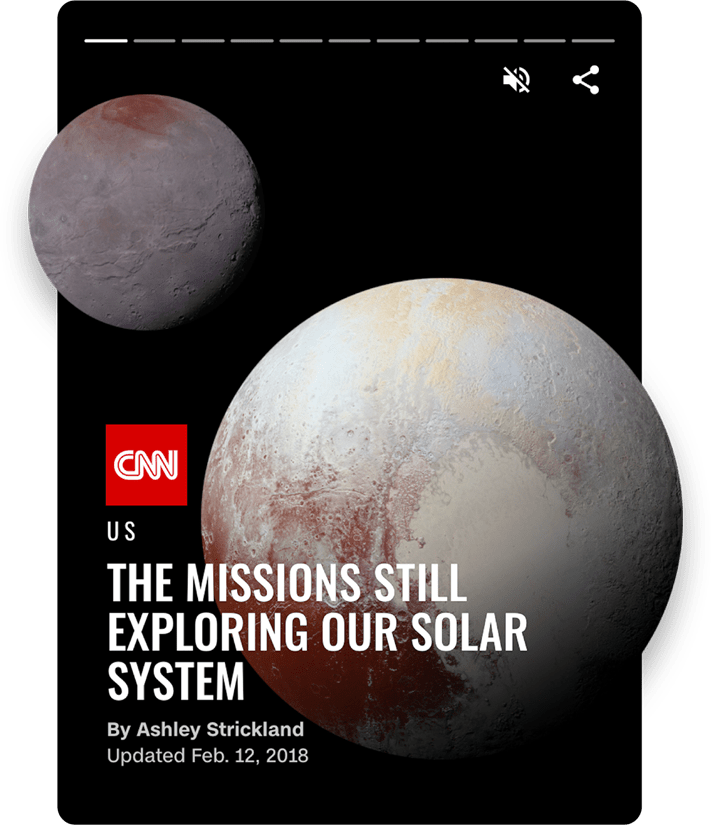 CNN
US
THE MISSIONS STILL
EXPLORING OUR SOLAR
SYSTEM
By Ashley Strickland
Updated Feb. 12, 2018